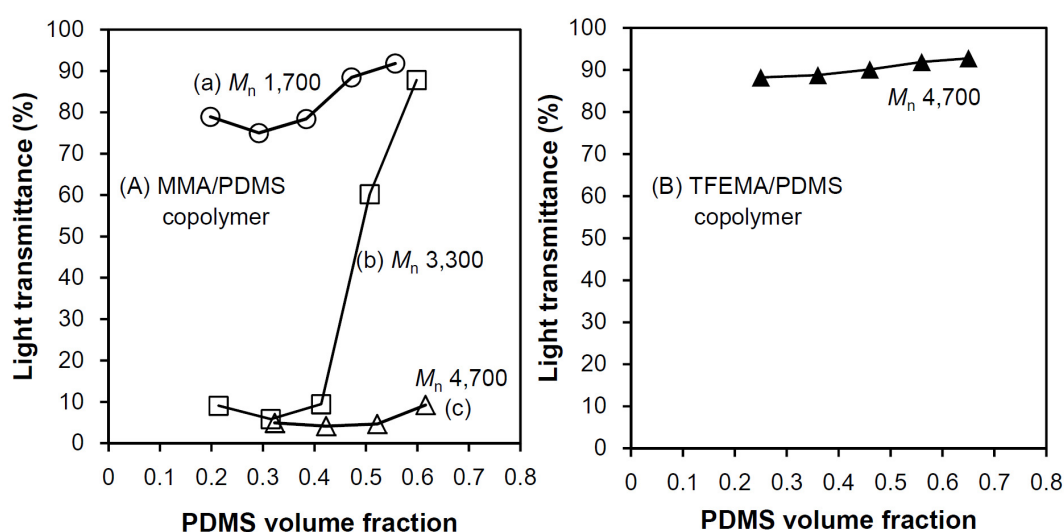 Light transmittance (%)
100
90
80
70
60
50
40
30
20
10
0
(a) Mn 1,700
(A) MMA/PDMS
copolymer
(b) Mn 3,300
Mn 4,700
(c)
0 0.1 0.2 0.3 0.4 0.5 0.6 0.7 0.8
PDMS volume fraction
Light transmittance (%)
100
90
80
70
60
50
40
30
20
10
0
Mn 4,700
(B) TFEMA/PDMS
copolymer
0 0.1 0.2 0.3 0.4 0.5 0.6 0.7 0.8
PDMS volume fraction